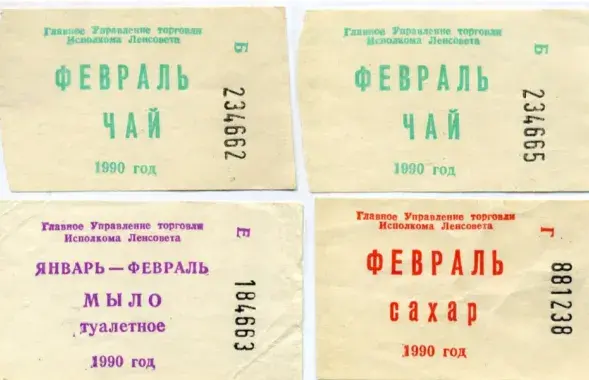 Главное Управление торговли
Исполкома Ленсовета
ФЕВРАЛЬ
ЧАЙ
1990 год
Б 234662
Главное Управление торговли
Исполкома Ленсовета
ФЕВРАЛЬ
ЧАЙ
1990 год
Б 234665
Главное Управление торговли
Исполкома Ленсовета
ЯНВАРЬ — ФЕВРАЛЬ
МЫЛО
туалетное
1990 год
Е 184663
Главное Управление торговли
Исполкома Ленсовета
ФЕВРАЛЬ
сахар
1990 год
Г 881238